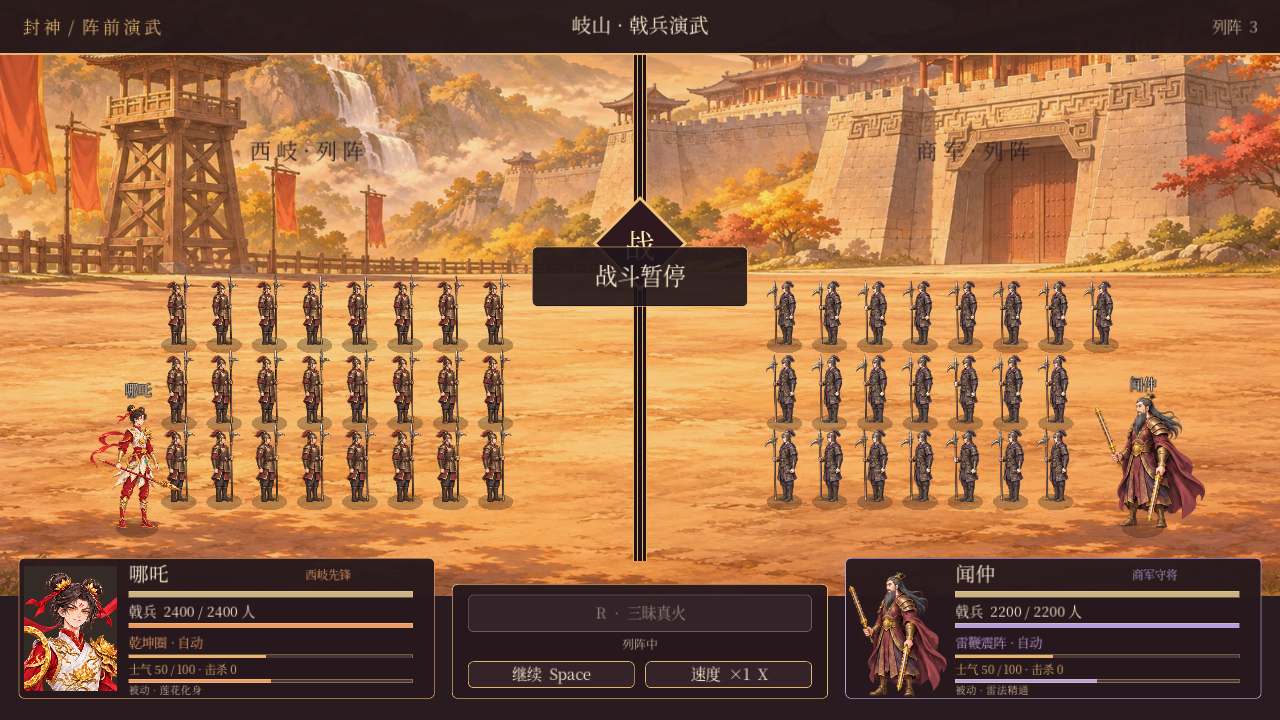 封神 / 阵前演武
岐山 · 戟兵演武
列阵 3
西岐·列阵
商军·列阵
战
战斗暂停
哪吒
闻仲
哪吒
西岐先锋
戟兵 2400 / 2400 人
乾坤圈 · 自动
士气 50 / 100 · 击杀 0
被动 · 莲花化身
R · 三昧真火
列阵中
继续 Space
速度 ×1 X
闻仲
商军守将
戟兵 2200 / 2200 人
雷鞭震阵 · 自动
士气 50 / 100 · 击杀 0
被动 · 雷法精通